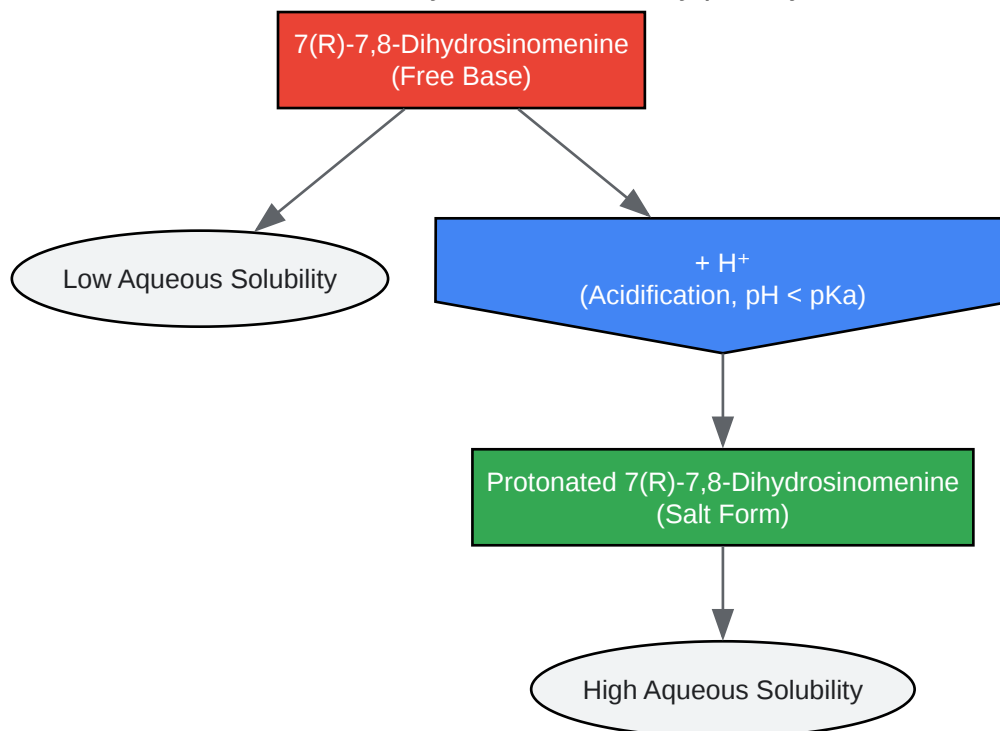 7(R)-7,8-Dihydrosinomenine
(Free Base)
Low Aqueous Solubility
+ H⁺
(Acidification, pH < pKa)
Protonated 7(R)-7,8-Dihydrosinomenine
(Salt Form)
High Aqueous Solubility